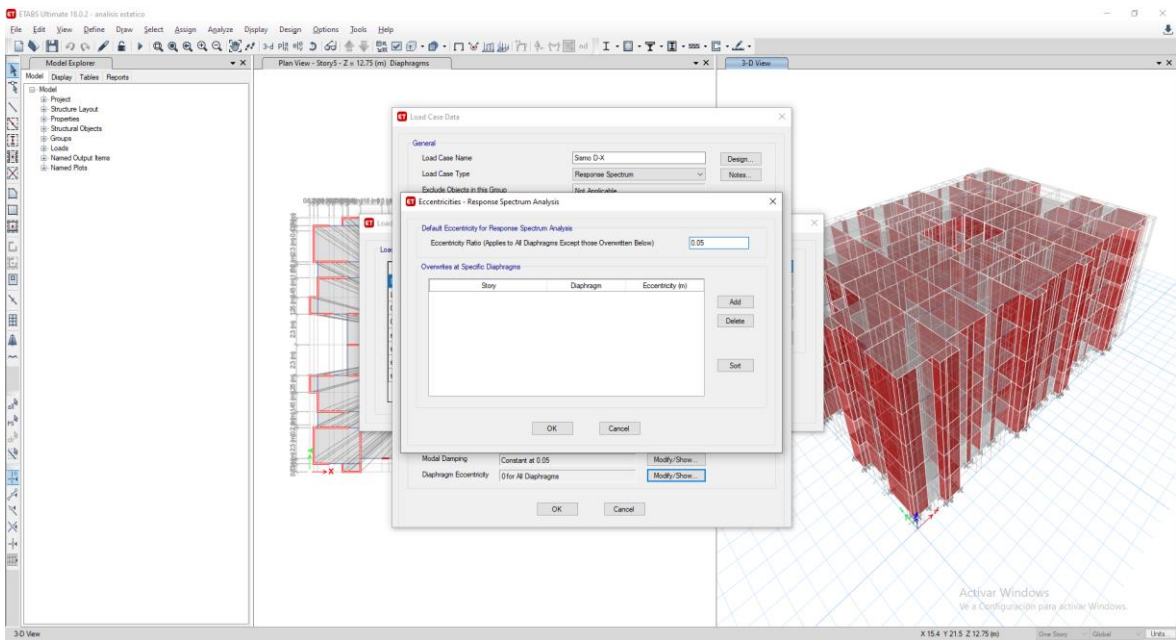 ETABS Ultimate 18.0.2 - analisis estatico
File Edit View Define Draw Select Assign Analyze Display Design Options Tools Help
Model Explorer
Plan View - Story5 - Z = 12.75 (m) Diaphragms
3-D View
Model Display Tables Reports
Model
Project
Structure Layout
Properties
Structural Objects
Groups
Loads
Named Output Items
Named Plots
Load Case Data
General
Load Case Name
Design...
Load Case Type Response Spectrum Notes...
Exclude Objects in this Group Not Applicable
Eccentricities - Response Spectrum Analysis
Default Eccentricity for Response Spectrum Analysis
Eccentricity Ratio (Applies to All Diaphragms Except those Overwritten Below) 0.05
Overwrites at Specific Diaphragms
Story Diaphragm Eccentricity (m)
Add
Delete
Sort
OK Cancel
Modal Damping Constant at 0.05 Modify/Show...
Diaphragm Eccentricity 0 for All Diaphragms Modify/Show...
OK Cancel
X
Activar Windows
Ve a Configuración para activar Windows.
3-D View
X 15.4 Y 21.5 Z 12.75 (m) One Story Global Units